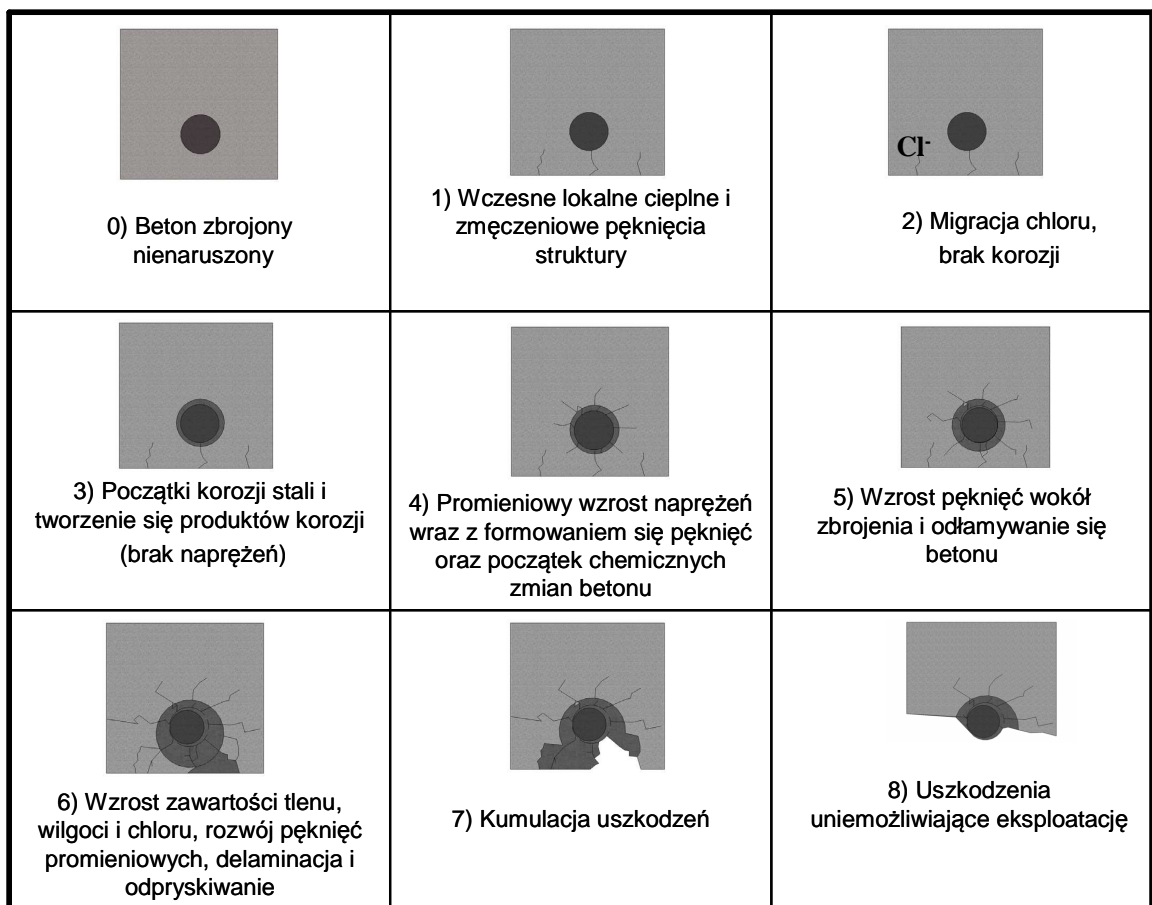 0) Beton zbrojony
nienaruszony
1) Wczesne lokalne cieplne i
zmęczeniowe pęknięcia
struktury
Cl-
2) Migracja chloru,
brak korozji
3) Początki korozji stali i
tworzenie się produktów korozji
(brak naprężeń)
4) Promieniowy wzrost naprężeń
wraz z formowaniem się pęknięć
oraz początek chemicznych
zmian betonu
5) Wzrost pęknięć wokół
zbrojenia i odłamywanie się
betonu
6) Wzrost zawartości tlenu,
wilgoci i chloru, rozwój pęknięć
promieniowych, delaminacja i
odpryskiwanie
7) Kumulacja uszkodzeń
8) Uszkodzenia
uniemożliwiające eksploatację